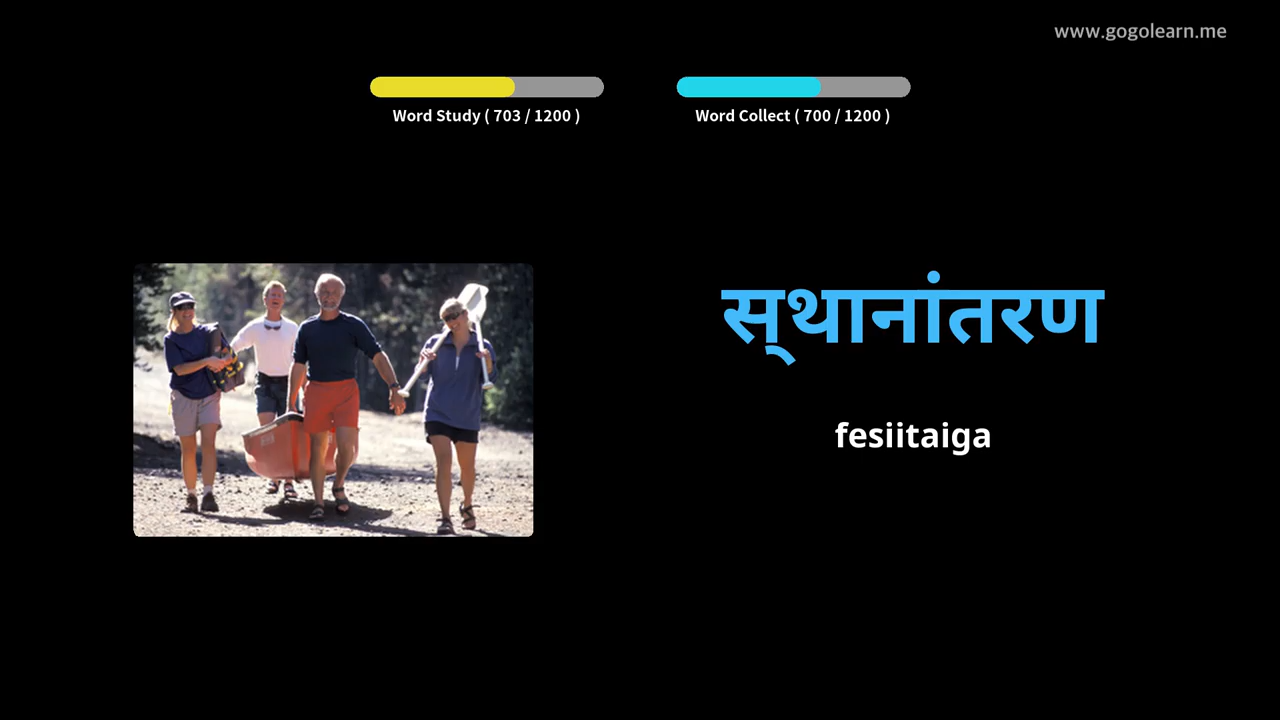 www.gogolearn.me
Word Study ( 703 / 1200 )
Word Collect ( 700 / 1200 )
स्थानांतरण
fesiitaiga